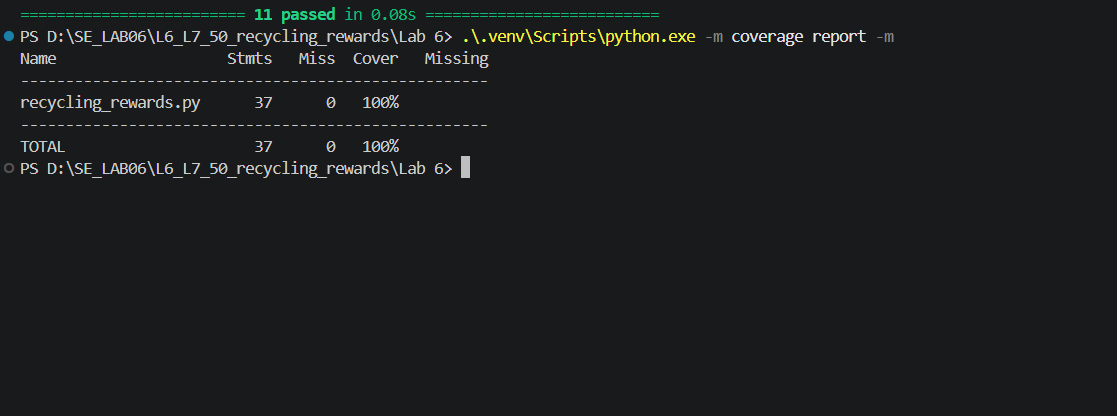 ========================= 11 passed in 0.08s ==========================
PS D:\SE_LAB06\L6_L7_50_recycling_rewards\Lab 6> .\.venv\Scripts\python.exe -m coverage report -m
Name                   Stmts   Miss  Cover   Missing
----------------------------------------------------
recycling_rewards.py      37      0   100%
----------------------------------------------------
TOTAL                     37      0   100%
PS D:\SE_LAB06\L6_L7_50_recycling_rewards\Lab 6>